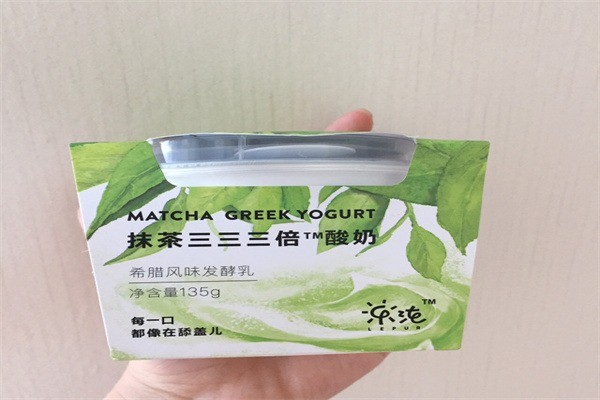 MATCHA GREEK YOGURT
抹茶三三三倍™酸奶
希腊风味发酵乳
净含量135g
每一口
都像在舔盖儿
乐纯™
LEPUR